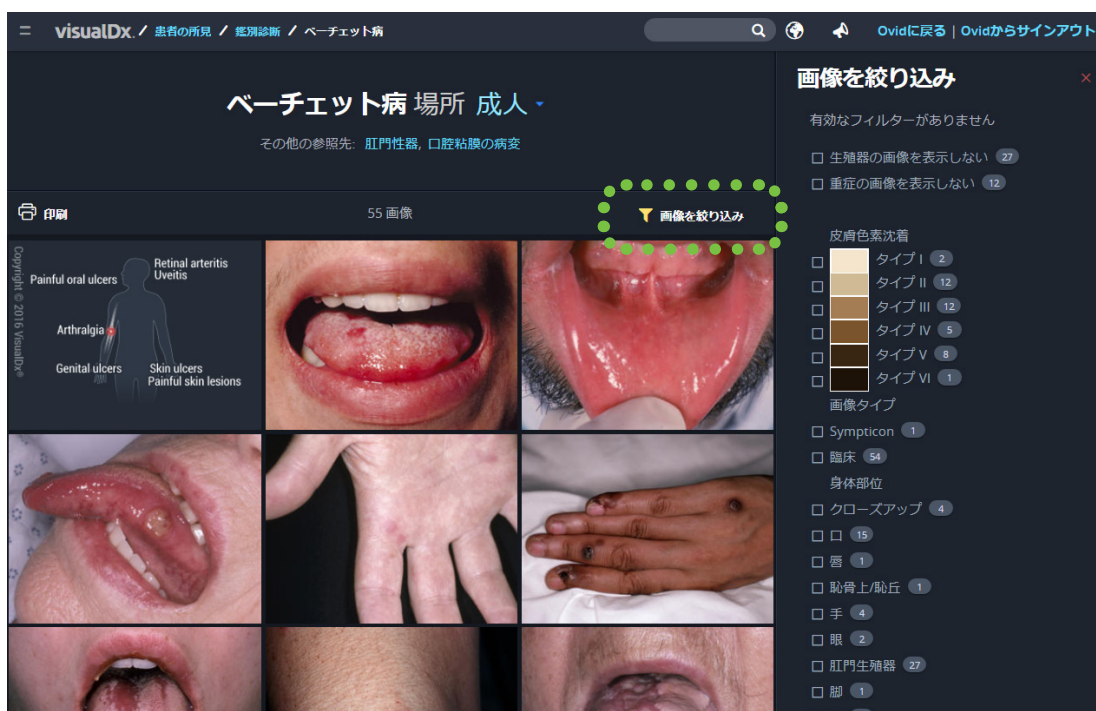 visualDx. / 患者の所見 / 鑑別診断 / ベーチェット病
Ovidに戻る | Ovidからサインアウト
ベーチェット病 場所 成人
その他の参照先: 肛門性器, 口腔粘膜の病変
印刷
55 画像
画像を絞り込み
Copyright © 2016 VisualDx®
Painful oral ulcers
Retinal arteritis
Uveitis
Arthralgia
Genital ulcers
Skin ulcers
Painful skin lesions
画像を絞り込み
×
有効なフィルターがありません
生殖器の画像を表示しない 27
重症の画像を表示しない 12
皮膚色素沈着
タイプ I 2
タイプ II 12
タイプ III 12
タイプ IV 5
タイプ V 8
タイプ VI 1
画像タイプ
Sympticon 1
臨床 54
身体部位
クローズアップ 4
口 15
唇 1
恥骨上/恥丘 1
手 4
眼 2
肛門生殖器 27
脚 1